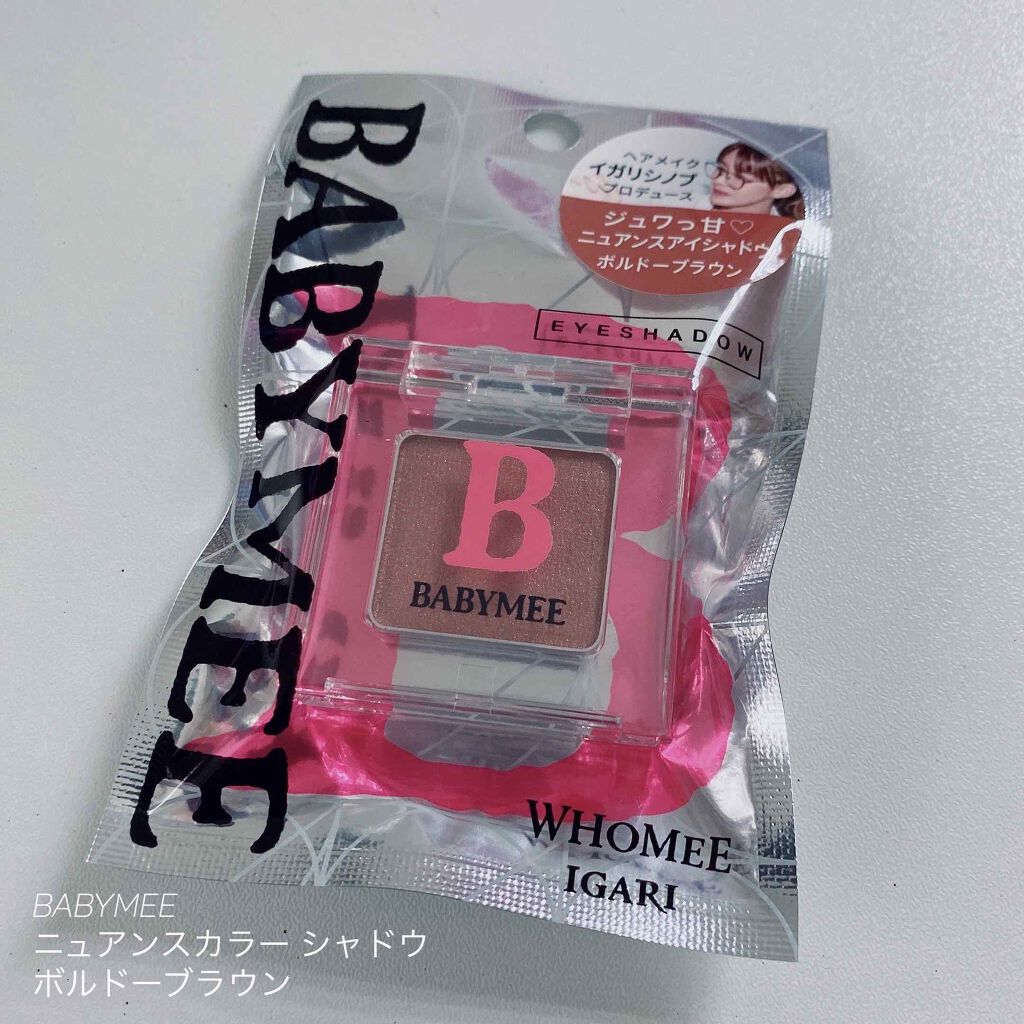 BABYMEE
ヘアメイク
イガリシノブ
プロデュース
ジュワっ甘♡
ニュアンスアイシャドウ
ボルドーブラウン
EYESHADOW
B
BABYMEE
WHOMEE
IGARI
BABYMEE
ニュアンスカラー シャドウ
ボルドーブラウン